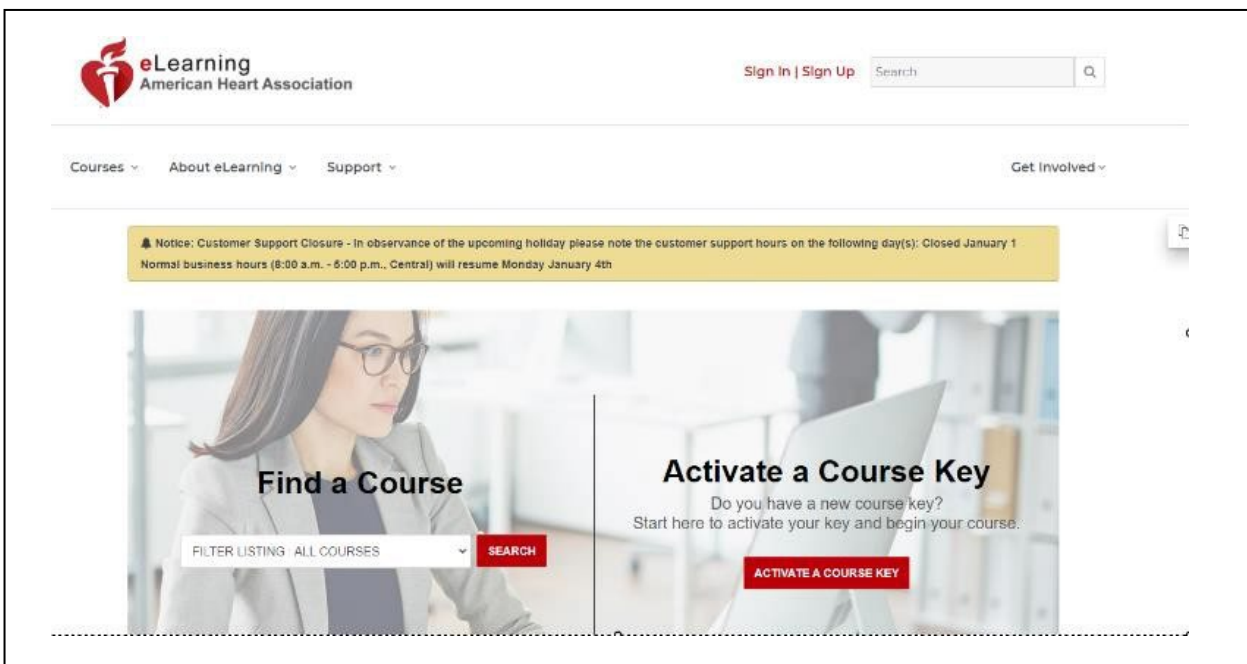 eLearning
American Heart Association
Sign In | Sign Up
Search
Courses
About eLearning
Support
Get Involved
Notice: Customer Support Closure - In observance of the upcoming holiday please note the customer support hours on the following day(s): Closed January 1
Normal business hours (8:00 a.m. - 5:00 p.m., Central) will resume Monday January 4th
Find a Course
FILTER LISTING : ALL COURSES
SEARCH
Activate a Course Key
Do you have a new course key?
Start here to activate your key and begin your course.
ACTIVATE A COURSE KEY